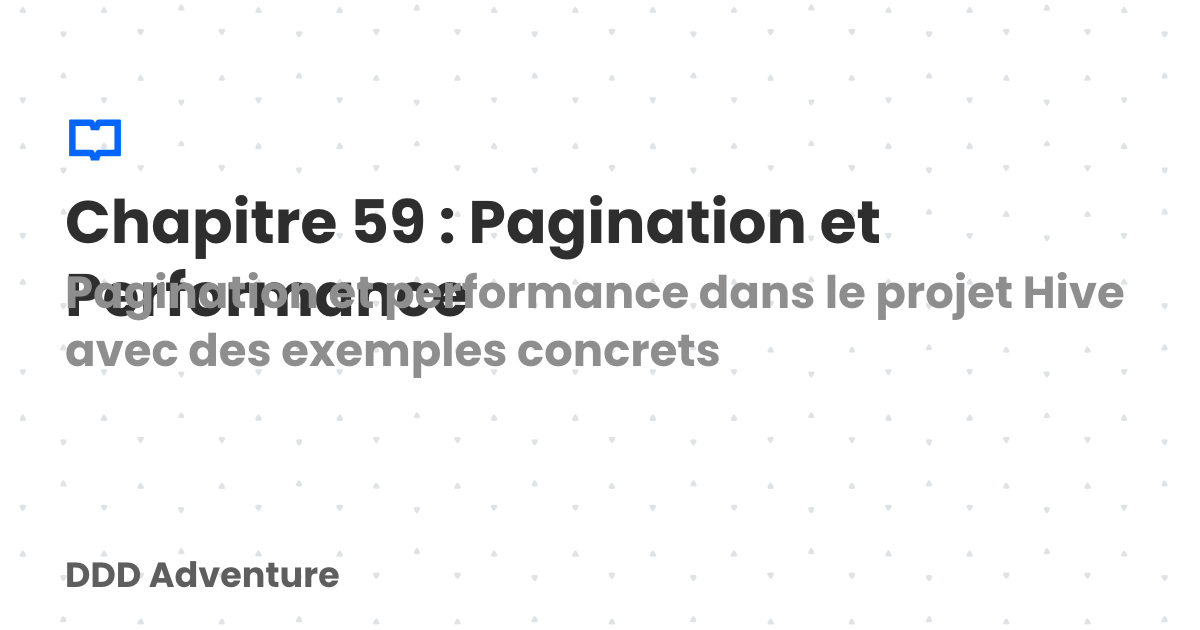 Chapitre 59 : Pagination et
Performance
Pagination et performance dans le projet Hive
avec des exemples concrets
DDD Adventure